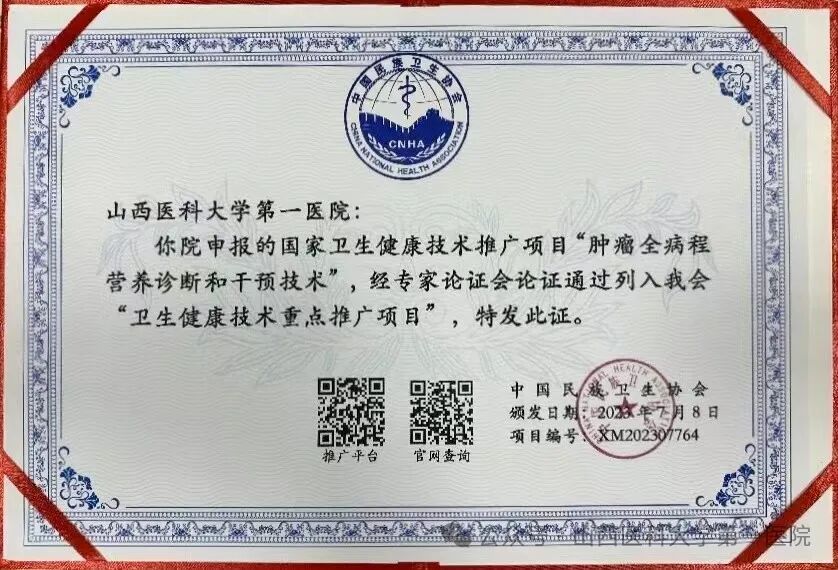 中国民族卫生协会
CNHA
CHINA NATIONAL HEALTH ASSOCIATION
山西医科大学第一医院：
你院申报的国家卫生健康技术推广项目“肿瘤全病程
营养诊断和干预技术”，经专家论证会论证通过列入我会
“卫生健康技术重点推广项目”，特发此证。
推广平台
官网查询
中国民族卫生协会
颁发日期：2023年7月8日
项目编号：XM202307764
公众号 · 山西医科大学第一医院